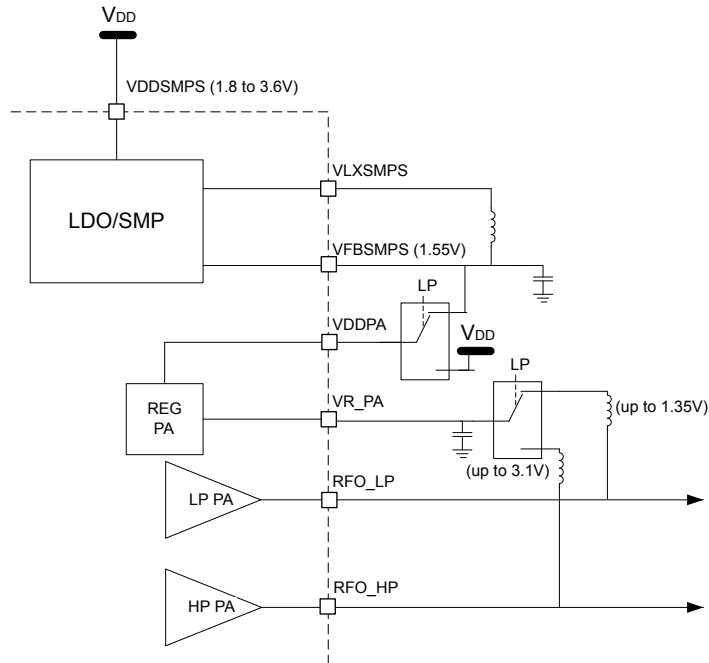 VDD
VDDSMPS (1.8 to 3.6V)
LDO/SMP
VLXSMPS
VFBSMPS (1.55V)
LP
VDDPA
VDD
LP
REG
PA
VR_PA
(up to 1.35V)
(up to 3.1V)
LP PA
RFO_LP
HP PA
RFO_HP